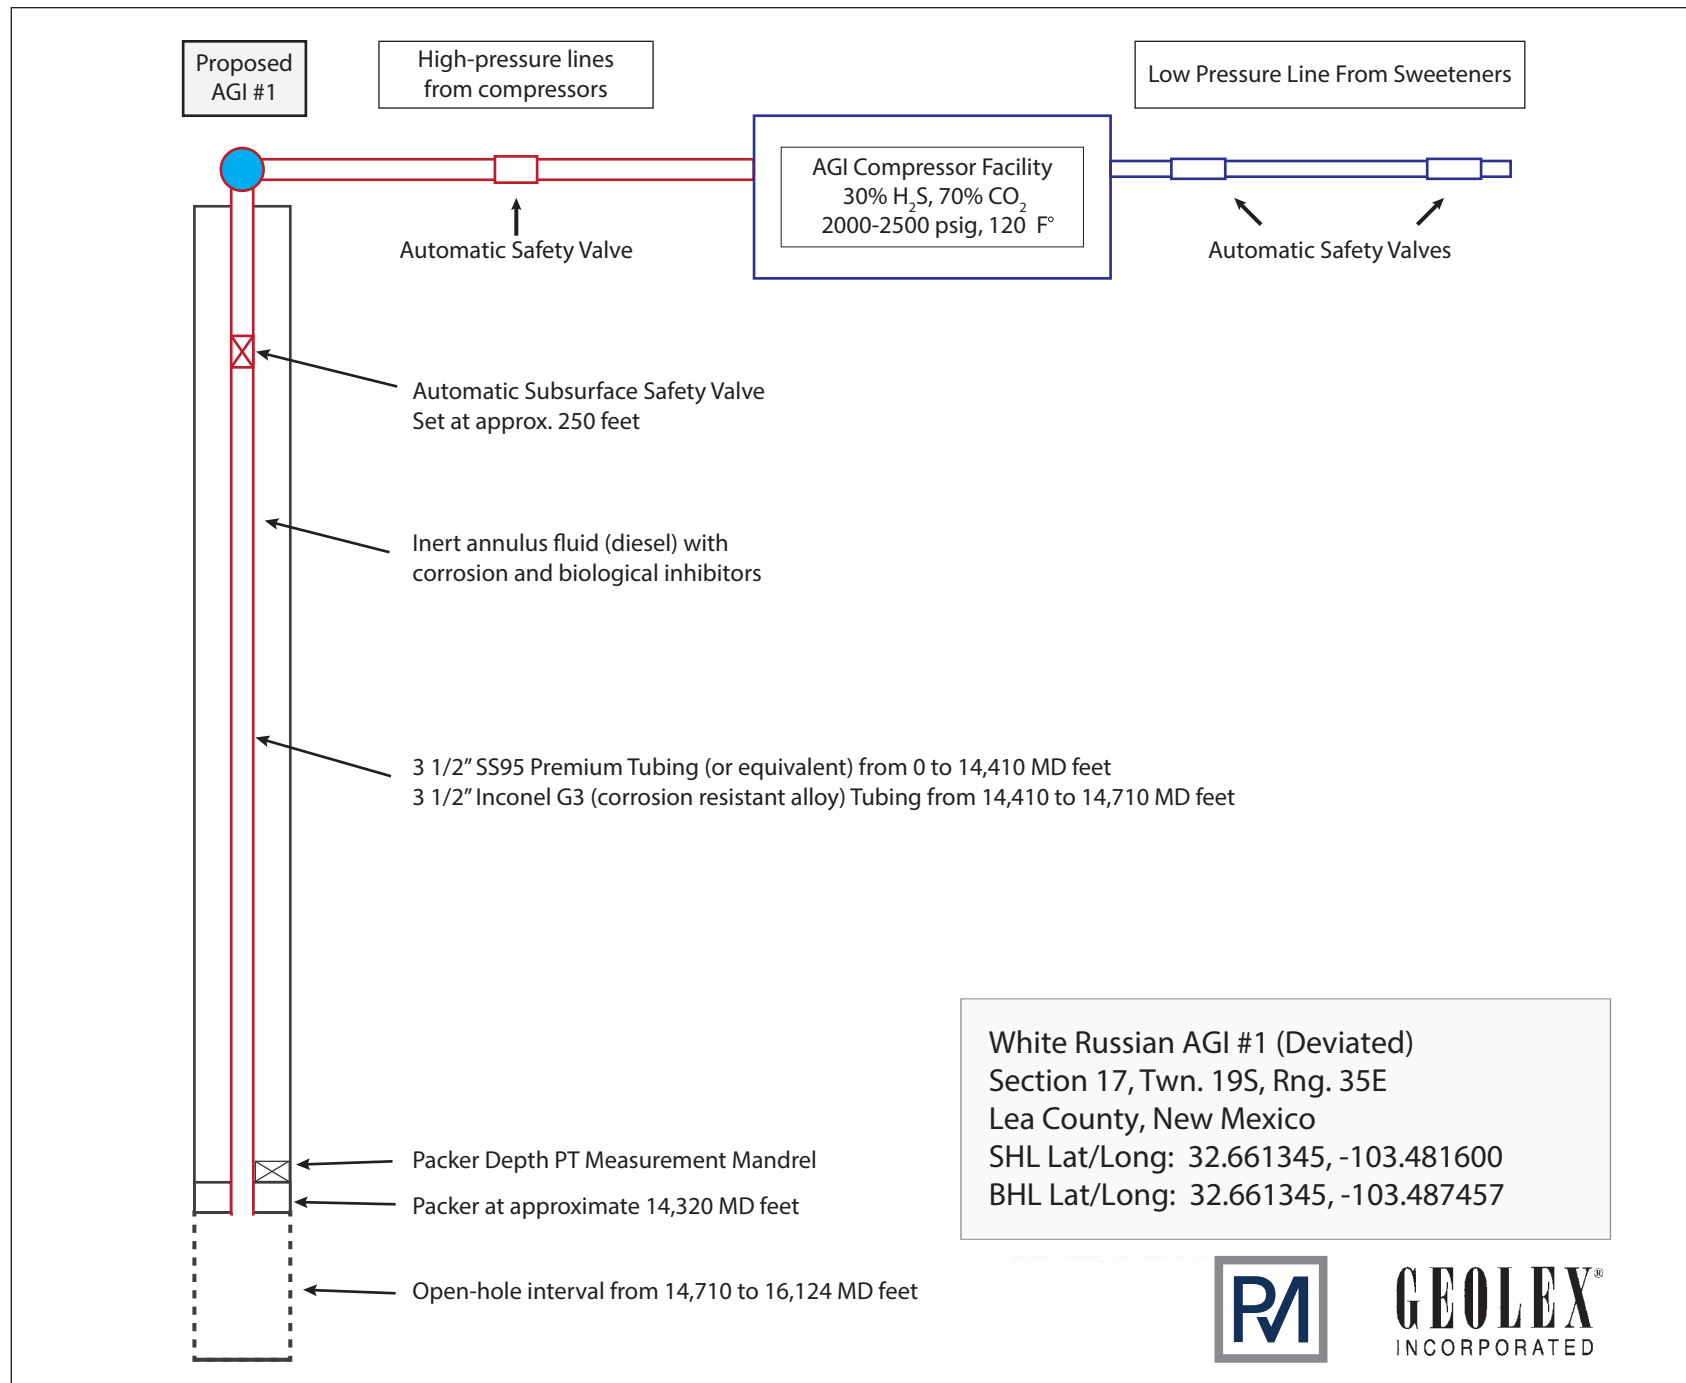 Proposed
AGI #1
High-pressure lines
from compressors
Low Pressure Line From Sweeteners
AGI Compressor Facility
30% H₂S, 70% CO₂
2000-2500 psig, 120 F°
Automatic Safety Valve
Automatic Safety Valves
Automatic Subsurface Safety Valve
Set at approx. 250 feet
Inert annulus fluid (diesel) with
corrosion and biological inhibitors
3 1/2” SS95 Premium Tubing (or equivalent) from 0 to 14,410 MD feet
3 1/2” Inconel G3 (corrosion resistant alloy) Tubing from 14,410 to 14,710 MD feet
Packer Depth PT Measurement Mandrel
Packer at approximate 14,320 MD feet
Open-hole interval from 14,710 to 16,124 MD feet
White Russian AGI #1 (Deviated)
Section 17, Twn. 19S, Rng. 35E
Lea County, New Mexico
SHL Lat/Long: 32.661345, -103.481600
BHL Lat/Long: 32.661345, -103.487457
PM
GEOLEX®
INCORPORATED